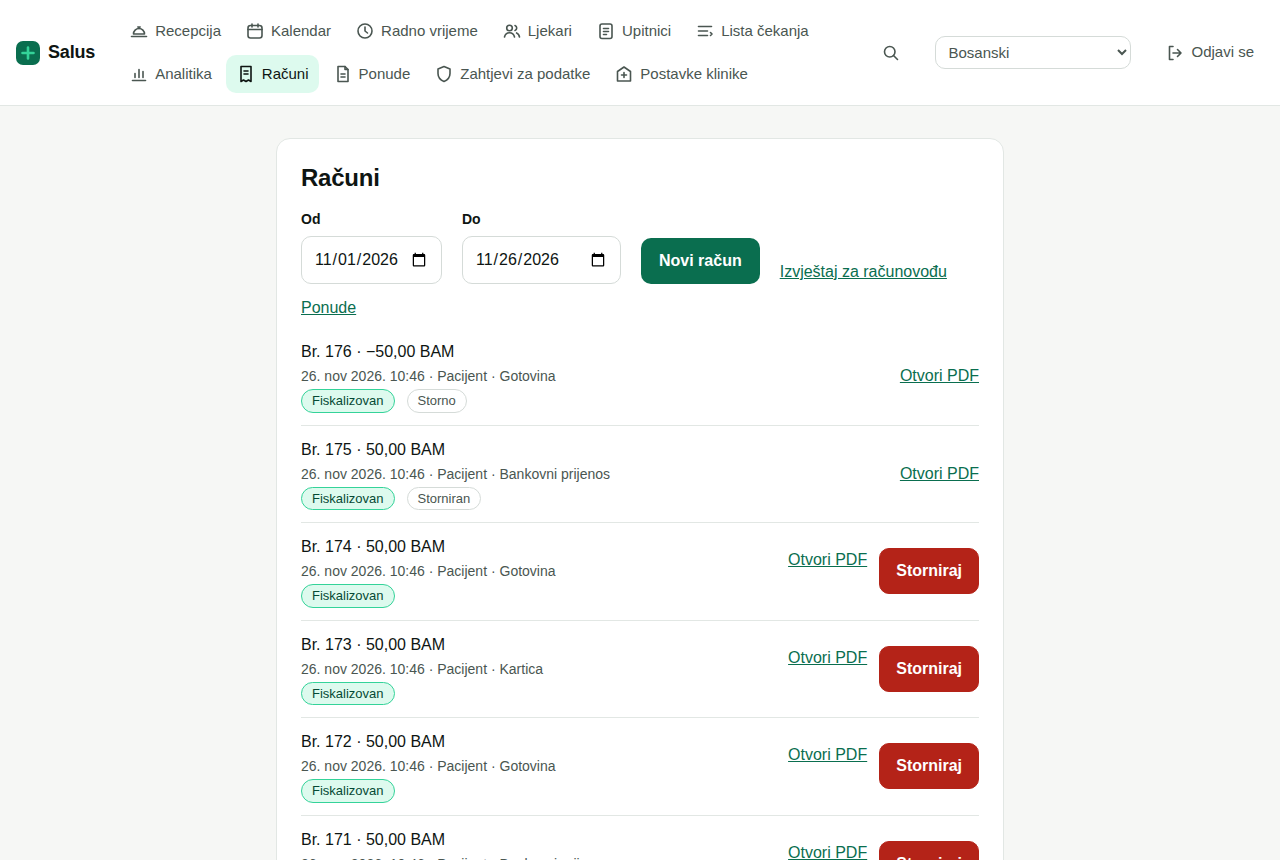 Salus
Recepcija
Kalendar
Radno vrijeme
Ljekari
Upitnici
Lista čekanja
Analitika
Računi
Ponude
Zahtjevi za podatke
Postavke klinike
Bosanski
Odjavi se
Računi
Od
Do
11/01/2026
11/26/2026
Novi račun
Izvještaj za računovođu
Ponude
Br. 176 · −50,00 BAM
26. nov 2026. 10:46 · Pacijent · Gotovina
Fiskalizovan
Storno
Otvori PDF
Br. 175 · 50,00 BAM
26. nov 2026. 10:46 · Pacijent · Bankovni prijenos
Fiskalizovan
Storniran
Otvori PDF
Br. 174 · 50,00 BAM
26. nov 2026. 10:46 · Pacijent · Gotovina
Fiskalizovan
Otvori PDF
Storniraj
Br. 173 · 50,00 BAM
26. nov 2026. 10:46 · Pacijent · Kartica
Fiskalizovan
Otvori PDF
Storniraj
Br. 172 · 50,00 BAM
26. nov 2026. 10:46 · Pacijent · Gotovina
Fiskalizovan
Otvori PDF
Storniraj
Br. 171 · 50,00 BAM
Otvori PDF